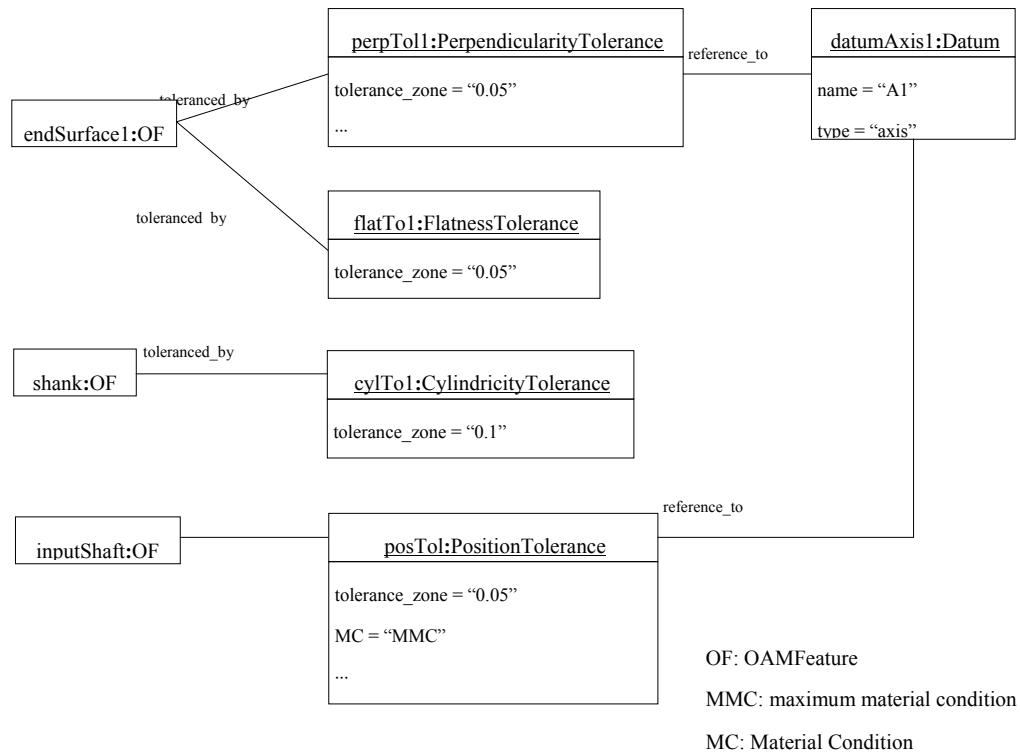 perpTol1:PerpendicularityTolerance
tolerance_zone = “0.05”
...
reference_to
datumAxis1:Datum
name = “A1”
type = “axis”
toleranced_by
endSurface1:OF
toleranced_by
flatTo1:FlatnessTolerance
tolerance_zone = “0.05”
toleranced_by
shank:OF
cylTo1:CylindricityTolerance
tolerance_zone = “0.1”
reference_to
inputShaft:OF
posTol:PositionTolerance
tolerance_zone = “0.05”
MC = “MMC”
...
OF: OAMFeature
MMC: maximum material condition
MC: Material Condition